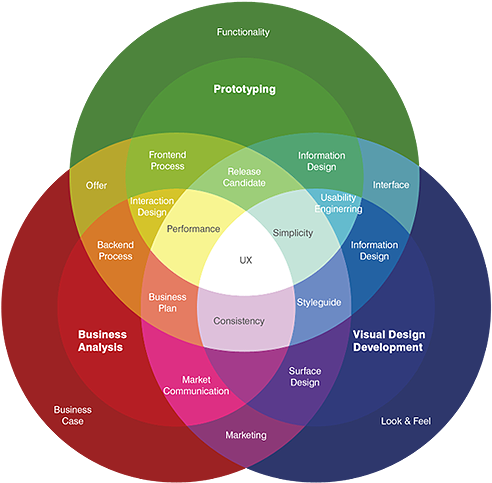 Functionality
Prototyping
Frontend
Process
Information
Design
Release
Candidate
Offer
Interface
Interaction
Design
Usability
Engineering
Performance
Simplicity
Backend
Process
Information
Design
UX
Business
Plan
Styleguide
Consistency
Business
Analysis
Visual Design
Development
Market
Communication
Surface
Design
Business
Case
Look & Feel
Marketing